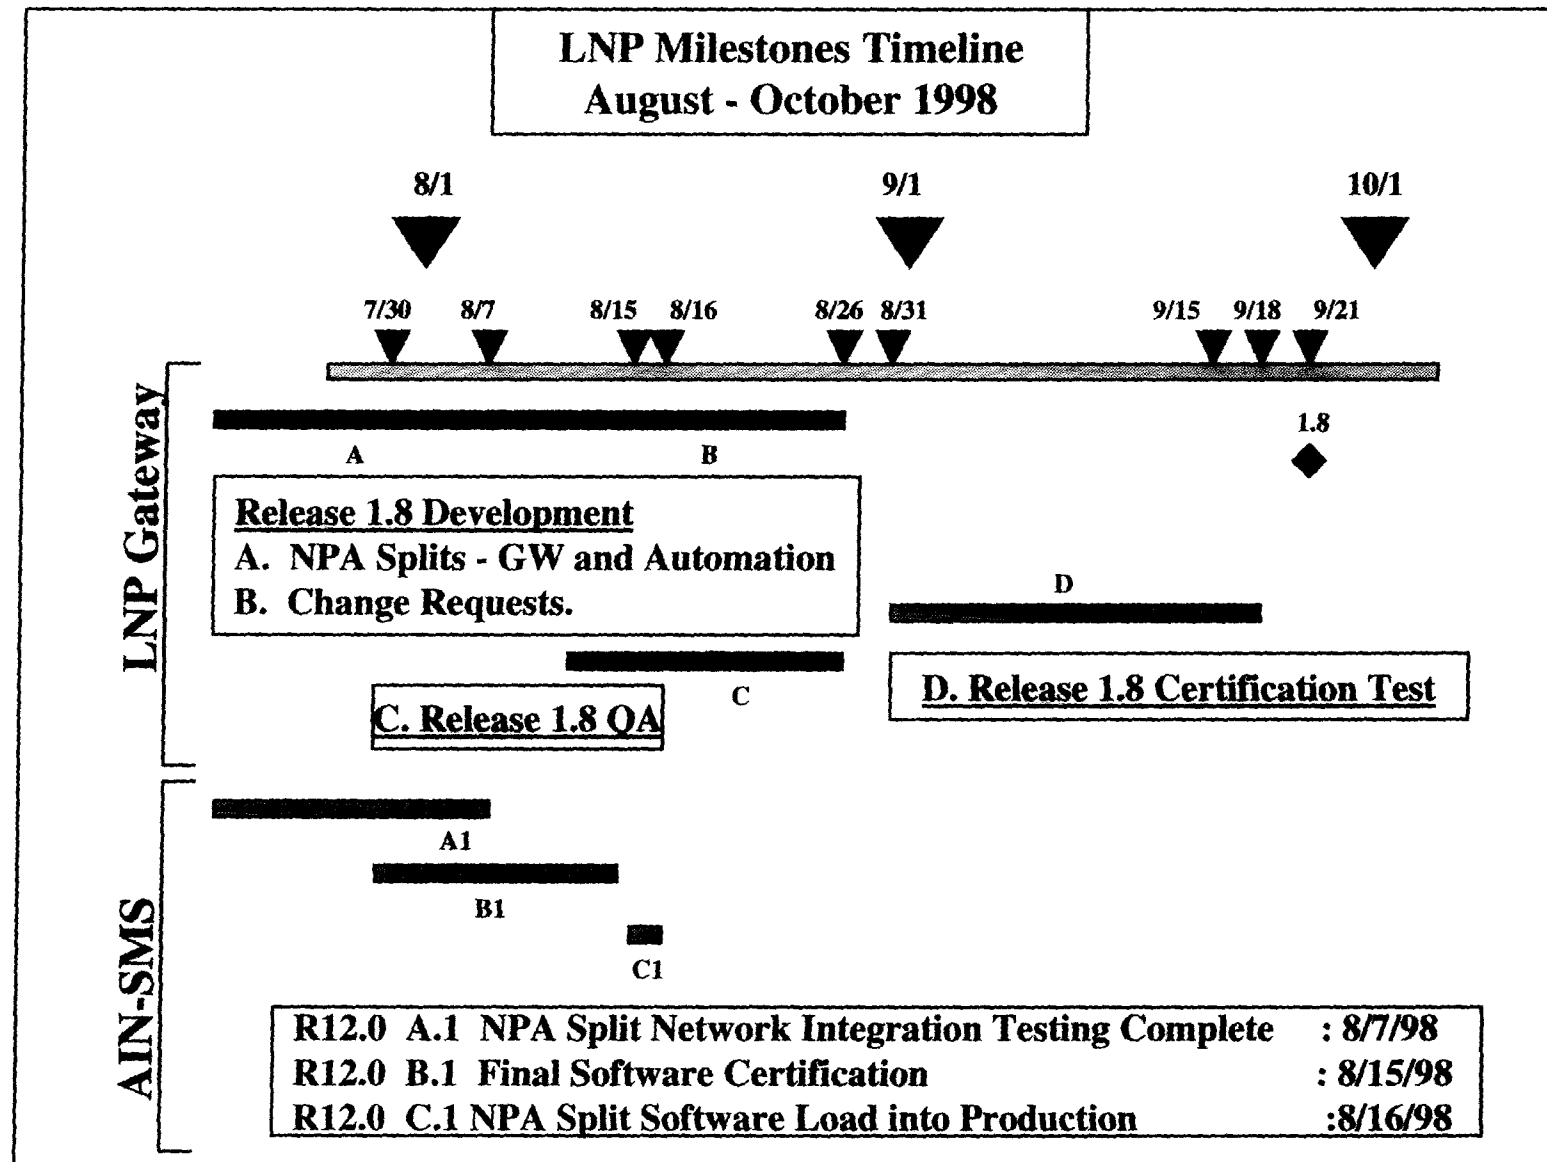 LNP Milestones Timeline
August - October 1998
8/1
9/1
10/1
7/30
8/7
8/15
8/16
8/26
8/31
9/15
9/18
9/21
LNP Gateway
A
B
1.8
Release 1.8 Development
A. NPA Splits - GW and Automation
B. Change Requests.
D
C
D. Release 1.8 Certification Test
C. Release 1.8 QA
AIN-SMS
A1
B1
C1
R12.0 A.1 NPA Split Network Integration Testing Complete : 8/7/98
R12.0 B.1 Final Software Certification : 8/15/98
R12.0 C.1 NPA Split Software Load into Production :8/16/98